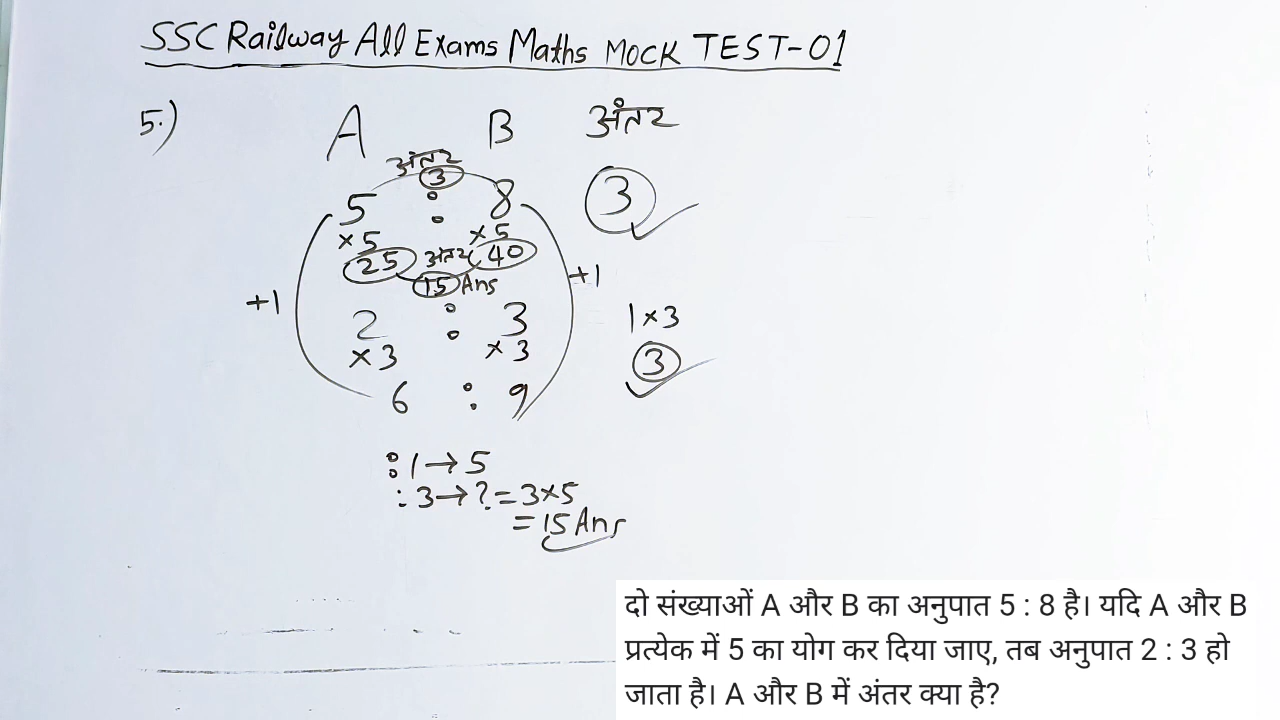 SSC Railway All Exams Maths MOCK TEST-01
5.) A B अंतर
अंतर
3
5 : 8 3
×5 ×5
25 अंतर 40
15 Ans
+1 +1
2 : 3 1×3
×3 ×3 3
6 : 9
: 1→5
: 3→? = 3×5
= 15 Ans
दो संख्याओं A और B का अनुपात 5 : 8 है। यदि A और B
प्रत्येक में 5 का योग कर दिया जाए, तब अनुपात 2 : 3 हो
जाता है। A और B में अंतर क्या है?